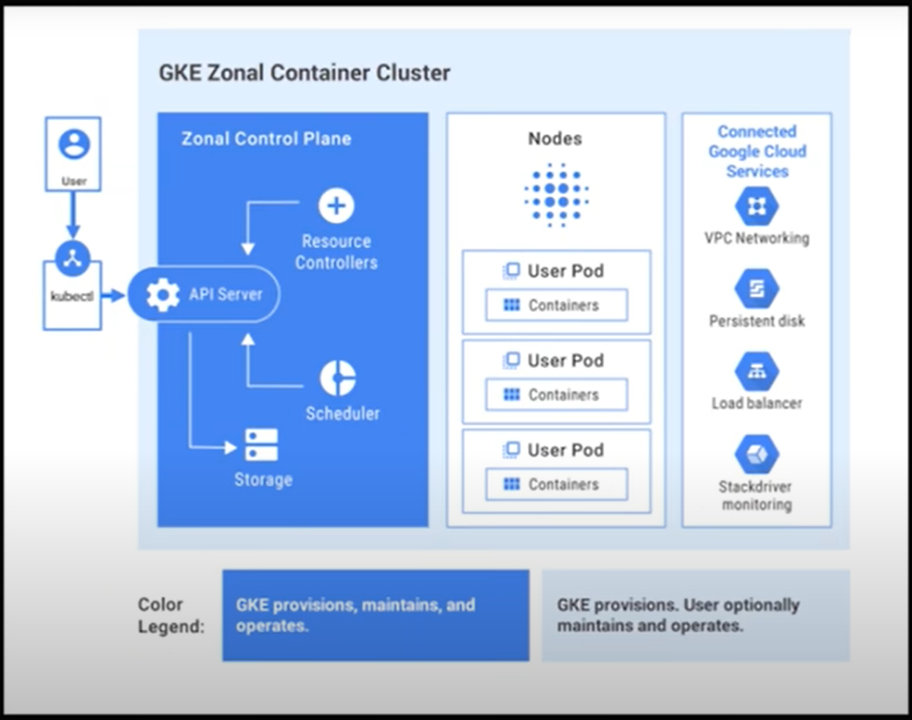 GKE Zonal Container Cluster
User
kubectl
Zonal Control Plane
Resource
Controllers
API Server
Scheduler
Storage
Nodes
User Pod
Containers
User Pod
Containers
User Pod
Containers
Connected
Google Cloud
Services
VPC Networking
Persistent disk
Load balancer
Stackdriver
monitoring
Color
Legend:
GKE provisions, maintains, and
operates.
GKE provisions. User optionally
maintains and operates.